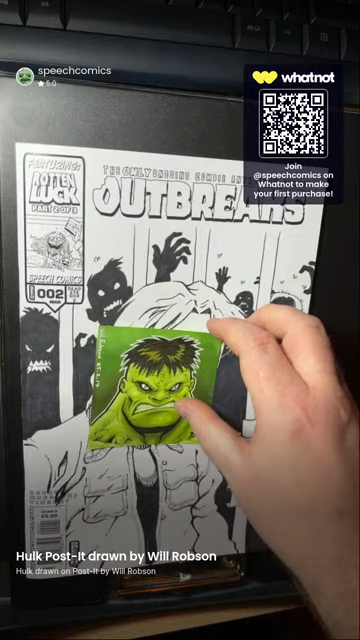 speechcomics
★ 5.0
whatnot
Join
@speechcomics on
Whatnot to make
your first purchase!
FEATURING:
ROTTEN
LUCK
PART 2 OF 3
SPEECH COMICS
002
THE ONLY ONGOING ZOMBIE
OUTBREAKS
Will Robson
Hulk Post-It drawn by Will Robson
Hulk drawn on Post-It by Will Robson